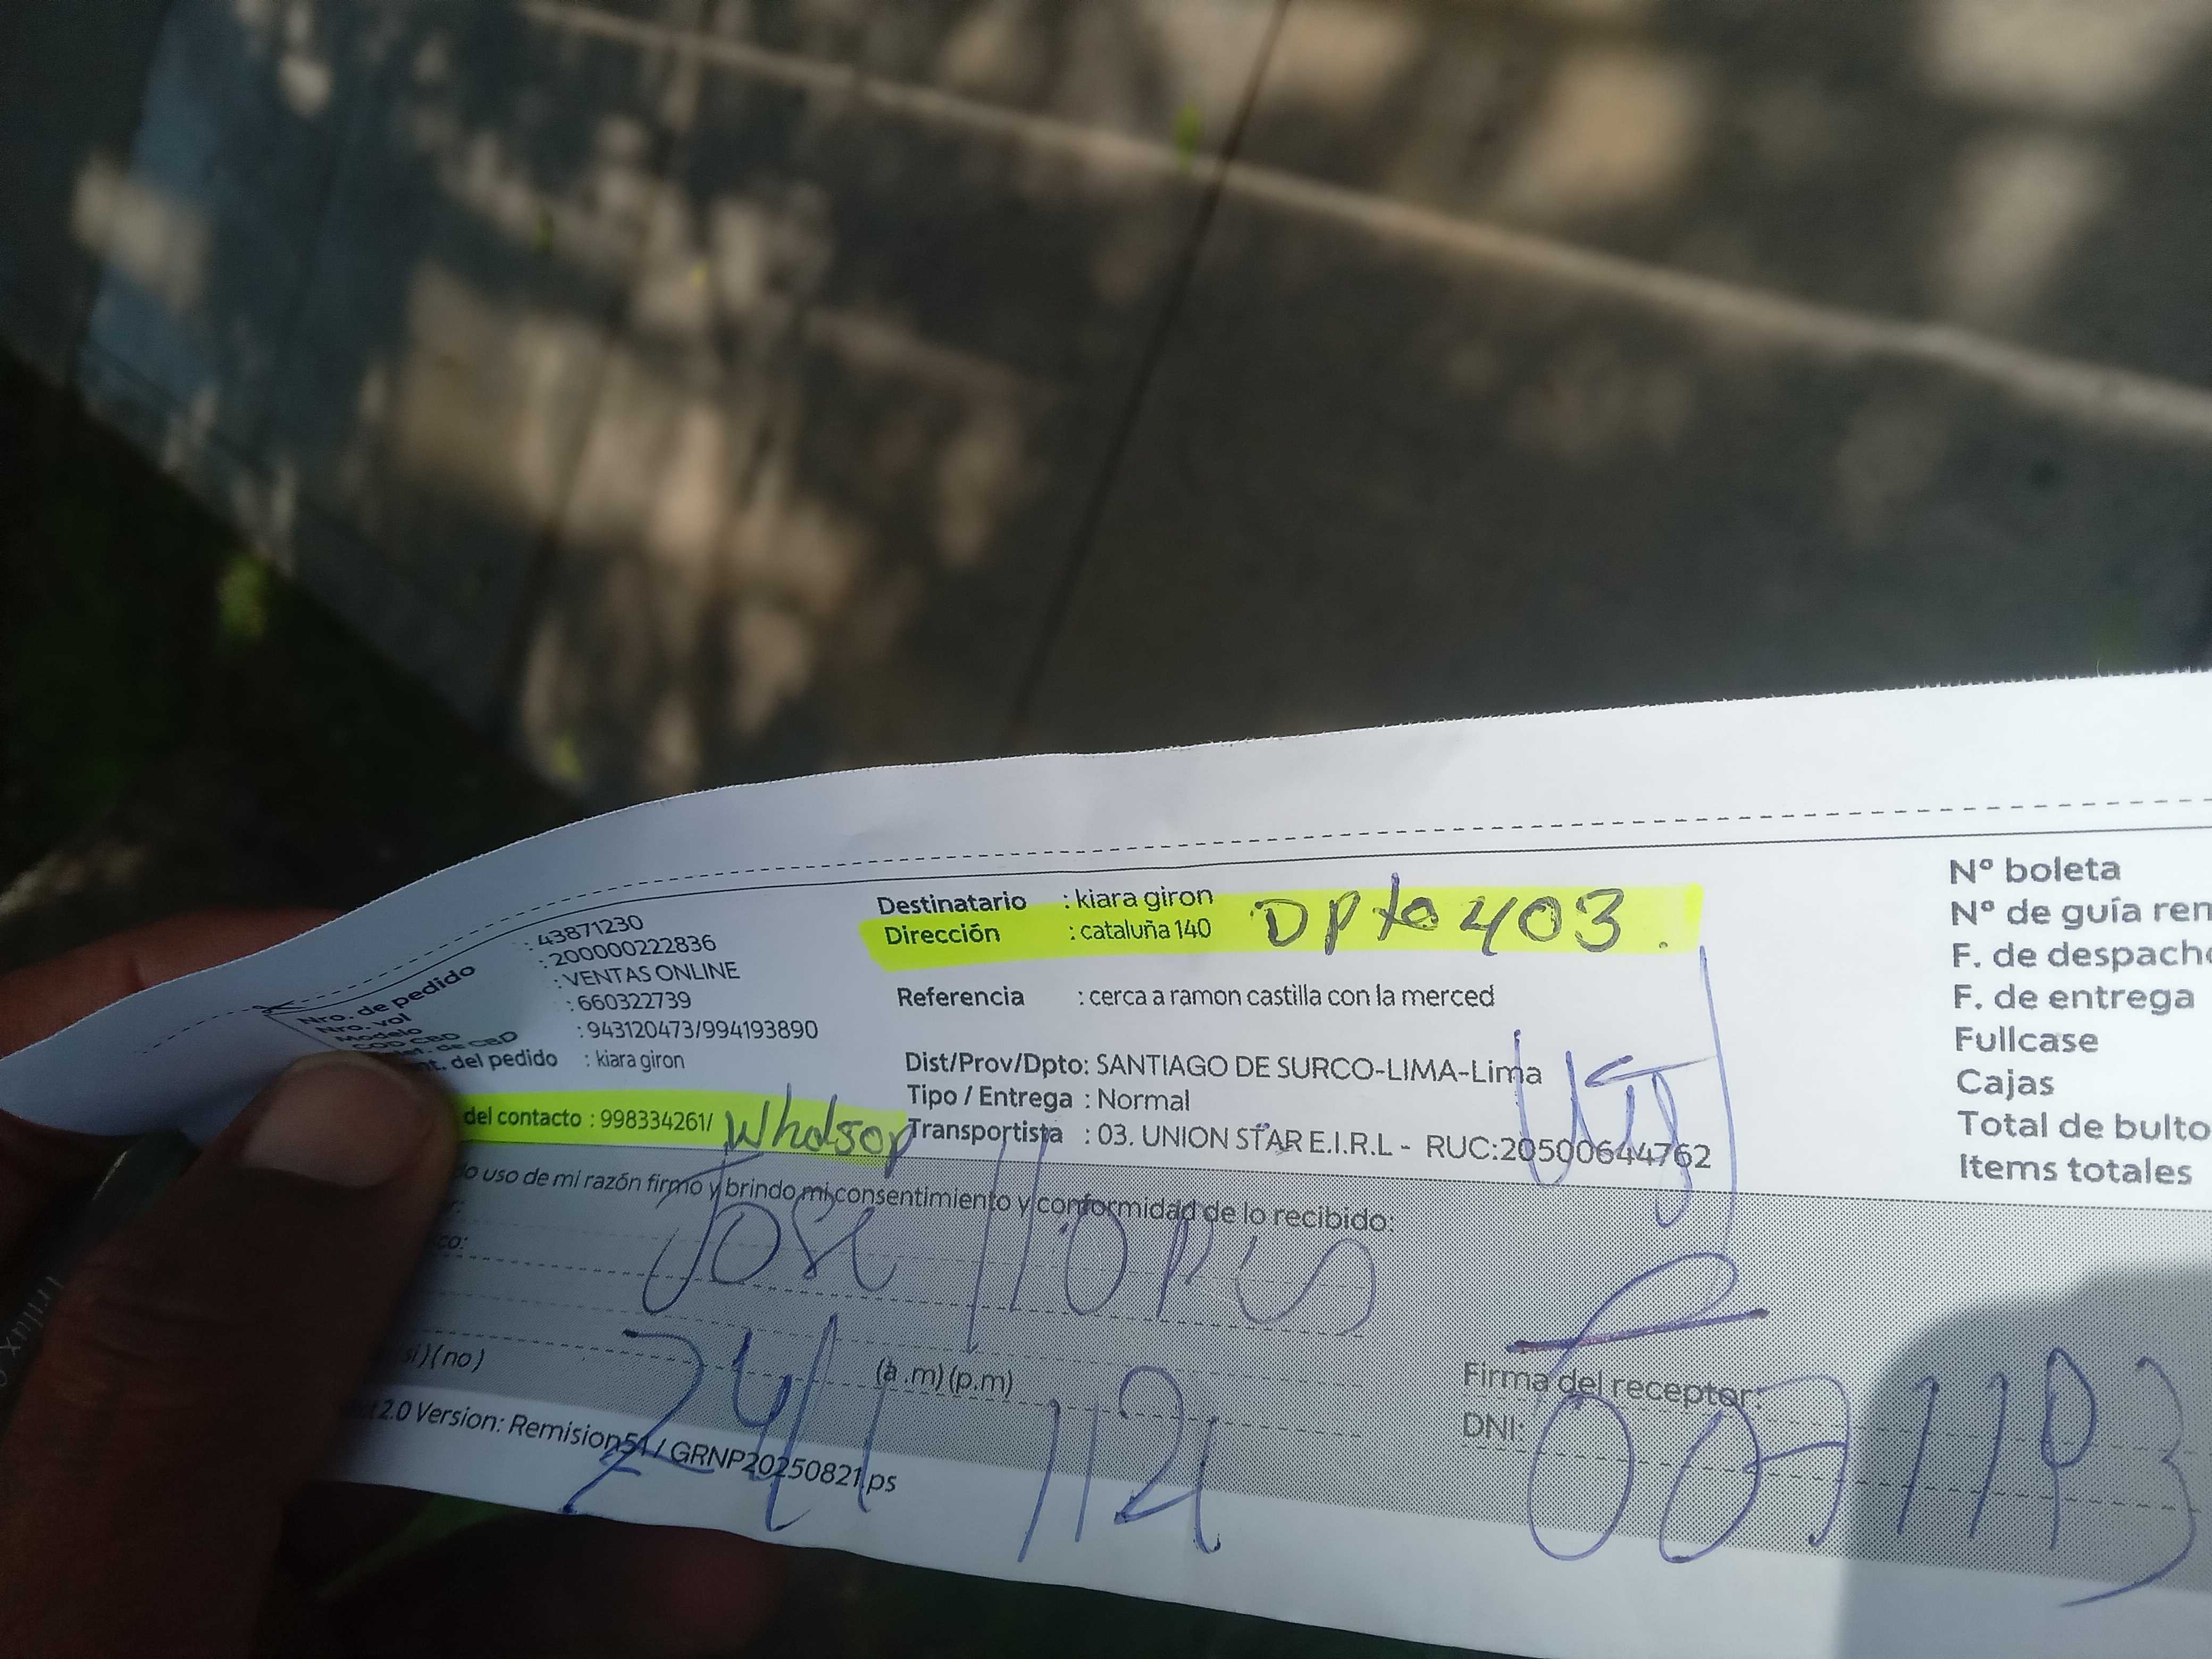 : 43871230
Nro. de pedido : 200000222836
Nro. vol : VENTAS ONLINE
Modelo : 660322739
COD CBD : 943120473/994193890
de CBD
del pedido : kiara giron
del contacto : 998334261/ Whatsap
Destinatario : kiara giron
Dirección : cataluña 140 DPto 403.
Referencia : cerca a ramon castilla con la merced
Dist/Prov/Dpto: SANTIAGO DE SURCO-LIMA-Lima
Tipo / Entrega : Normal
Transportista : 03. UNION STAR E.I.R.L - RUC:20500644762
Nº boleta
Nº de guía rem
F. de despacho
F. de entrega
Fullcase
Cajas
Total de bulto
Items totales
do uso de mi razón firmo y brindo mi consentimiento y conformidad de lo recibido:
Jose
si)(no)
(a.m)(p.m)
Firma del receptor:
DNI:
2.0 Version: Remision51 / GRNP20250821.ps